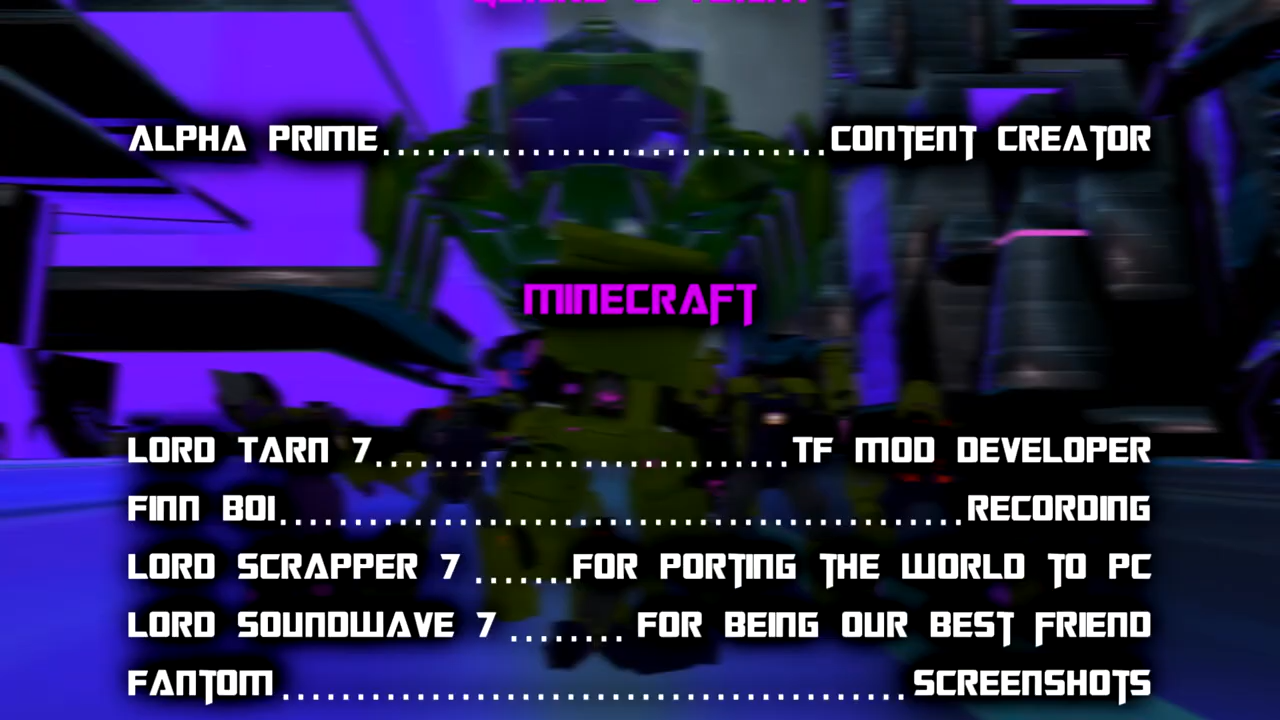 ALPHA PRIME..............................CONTENT CREATOR
MINECRAFT
LORD TARN 7............................TF MOD DEVELOPER
FINN BOI..............................................RECORDING
LORD SCRAPPER 7 .......FOR PORTING THE WORLD TO PC
LORD SOUNDWAVE 7 ........ FOR BEING OUR BEST FRIEND
FANTOM ..........................................SCREENSHOTS